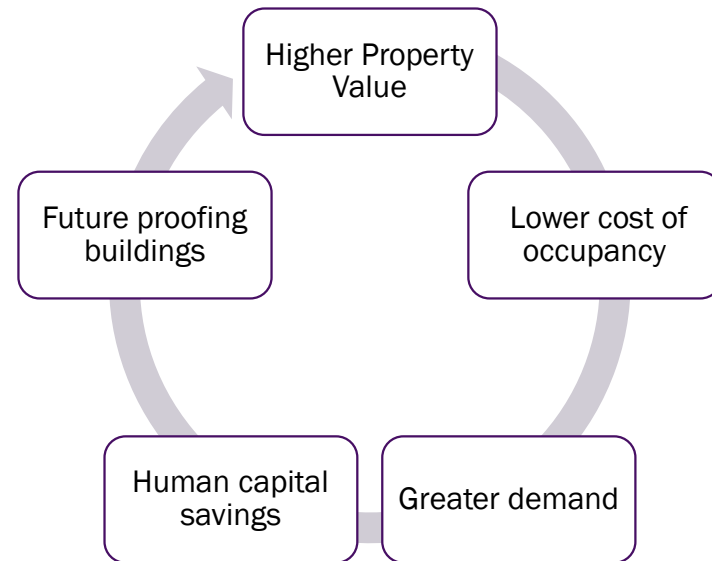 Higher Property
Value
Lower cost of
occupancy
Greater demand
Human capital
savings
Future proofing
buildings